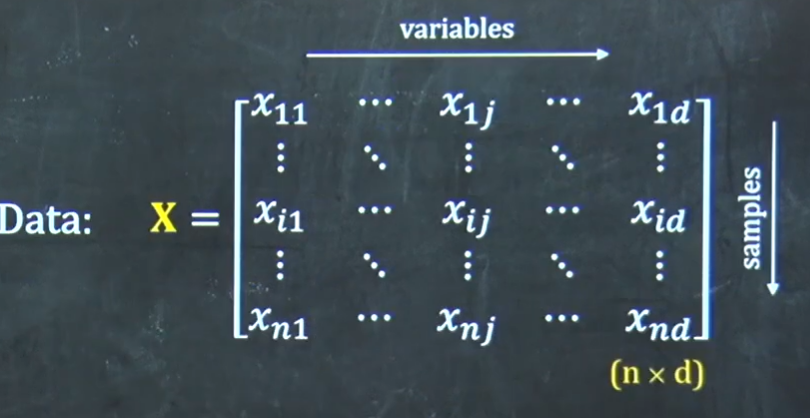 variables
x₁₁ ⋯ x₁ⱼ ⋯ x₁d
⋮ ⋱ ⋮ ⋱ ⋮
Data: X = xᵢ₁ ⋯ xᵢⱼ ⋯ xᵢd
⋮ ⋱ ⋮ ⋱ ⋮
xₙ₁ ⋯ xₙⱼ ⋯ xₙd
(n × d)
samples